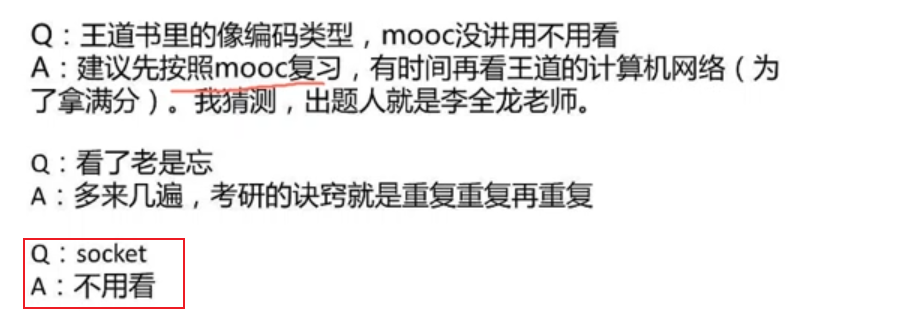 Q：王道书里的像编码类型，mooc没讲用不用看
A：建议先按照mooc复习，有时间再看王道的计算机网络（为
了拿满分）。我猜测，出题人就是李全龙老师。
Q：看了老是忘
A：多来几遍，考研的诀窍就是重复重复再重复
Q：socket
A：不用看